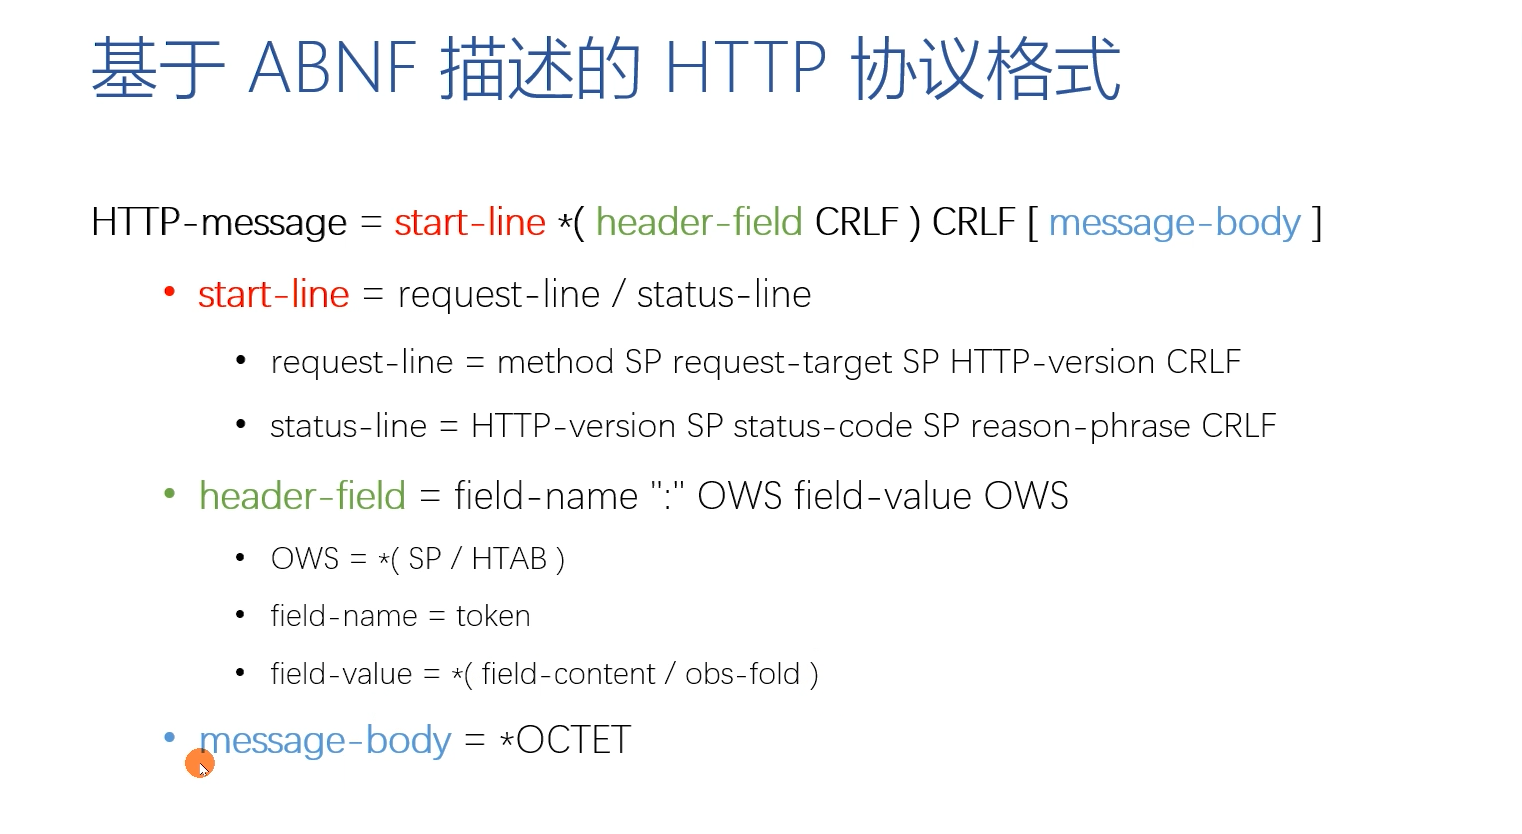 基于 ABNF 描述的 HTTP 协议格式
HTTP-message = start-line *( header-field CRLF ) CRLF [ message-body ]
• start-line = request-line / status-line
• request-line = method SP request-target SP HTTP-version CRLF
• status-line = HTTP-version SP status-code SP reason-phrase CRLF
• header-field = field-name ":" OWS field-value OWS
• OWS = *( SP / HTAB )
• field-name = token
• field-value = *( field-content / obs-fold )
• message-body = *OCTET